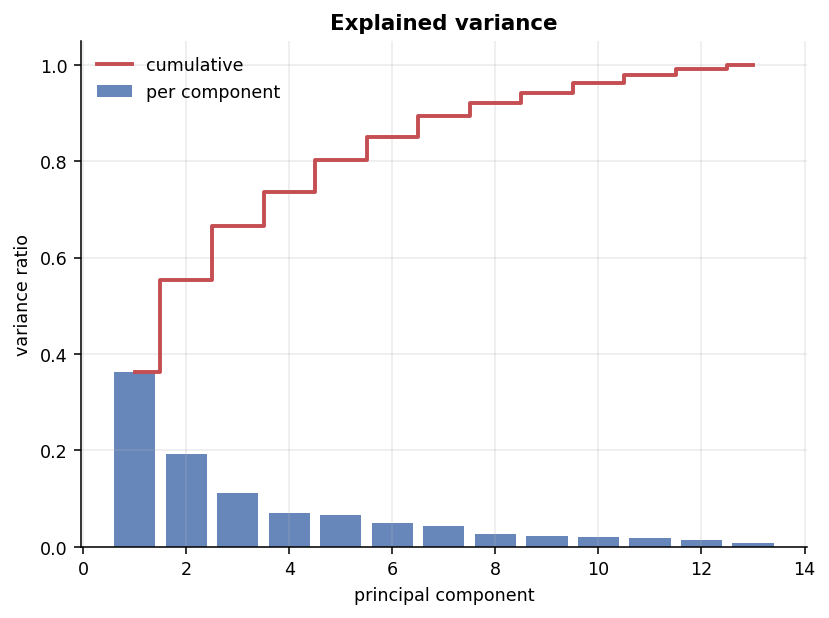 Explained variance
cumulative
per component
variance ratio
1.0
0.8
0.6
0.4
0.2
0.0
0 2 4 6 8 10 12 14
principal component